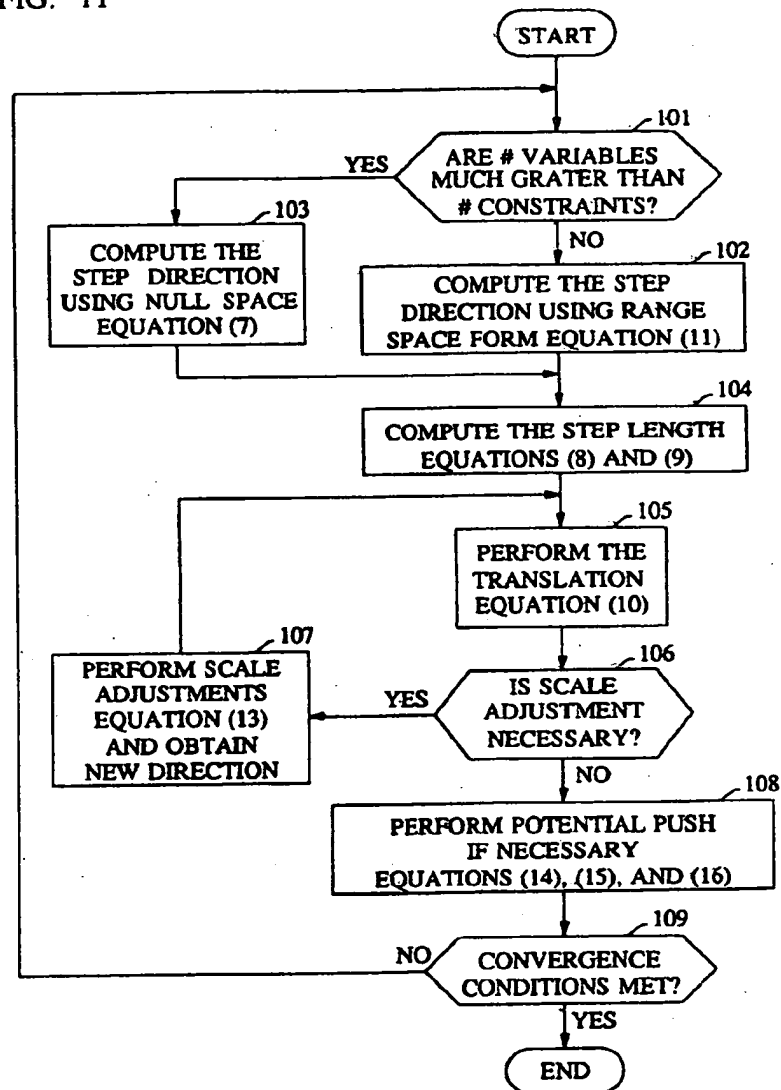 FIG. 11
START
101
ARE # VARIABLES
MUCH GRATER THAN
# CONSTRAINTS?
YES
NO
103
COMPUTE THE
STEP DIRECTION
USING NULL SPACE
EQUATION (7)
102
COMPUTE THE STEP
DIRECTION USING RANGE
SPACE FORM EQUATION (11)
104
COMPUTE THE STEP LENGTH
EQUATIONS (8) AND (9)
105
PERFORM THE
TRANSLATION
EQUATION (10)
107
PERFORM SCALE
ADJUSTMENTS
EQUATION (13)
AND OBTAIN
NEW DIRECTION
106
IS SCALE
ADJUSTMENT
NECESSARY?
YES
NO
108
PERFORM POTENTIAL PUSH
IF NECESSARY
EQUATIONS (14), (15), AND (16)
109
CONVERGENCE
CONDITIONS MET?
NO
YES
END